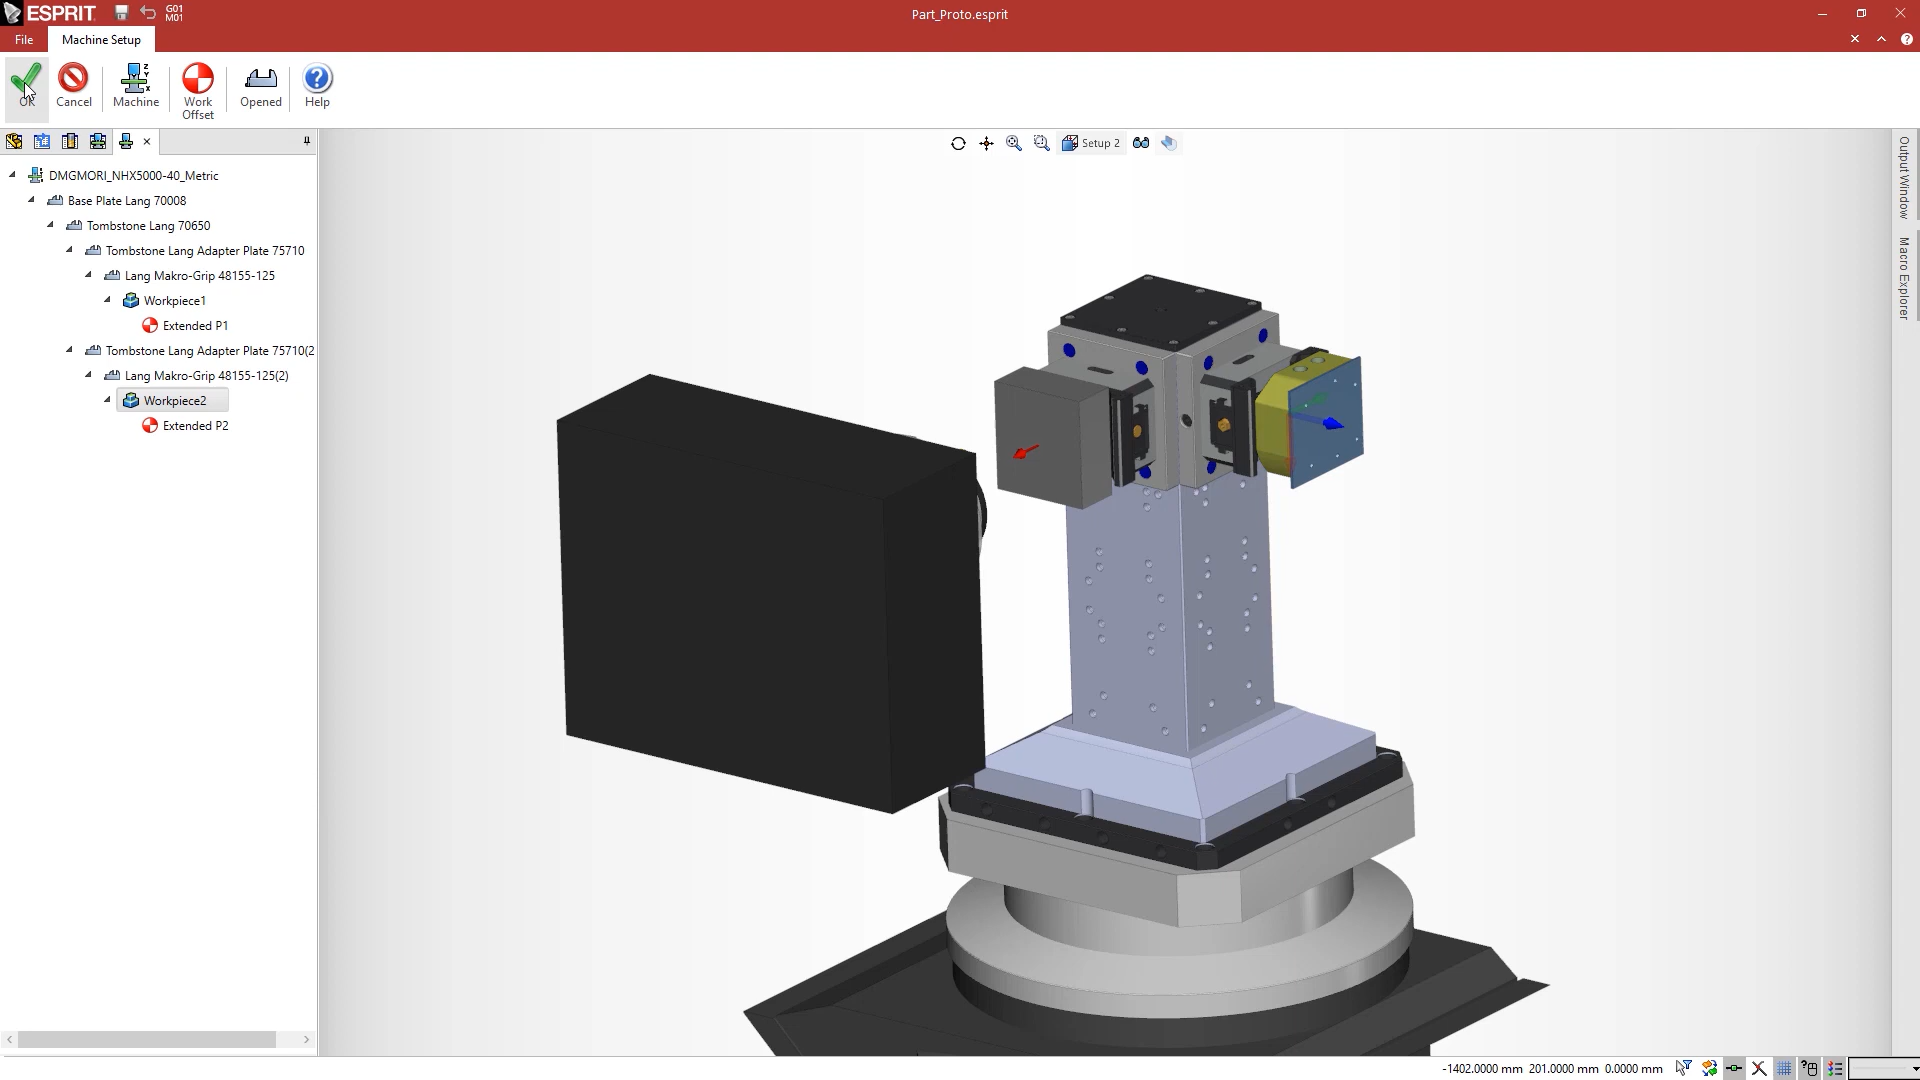 ESPRIT
G01
M01
Part_Proto.esprit
File
Machine Setup
OK
Cancel
Machine
Work
Offset
Opened
Help
Setup 2
DMGMORI_NHX5000-40_Metric
Base Plate Lang 70008
Tombstone Lang 70650
Tombstone Lang Adapter Plate 75710
Lang Makro-Grip 48155-125
Workpiece1
Extended P1
Tombstone Lang Adapter Plate 75710(2
Lang Makro-Grip 48155-125(2)
Workpiece2
Extended P2
Output Window
Macro Explorer
-1402.0000 mm 201.0000 mm 0.0000 mm